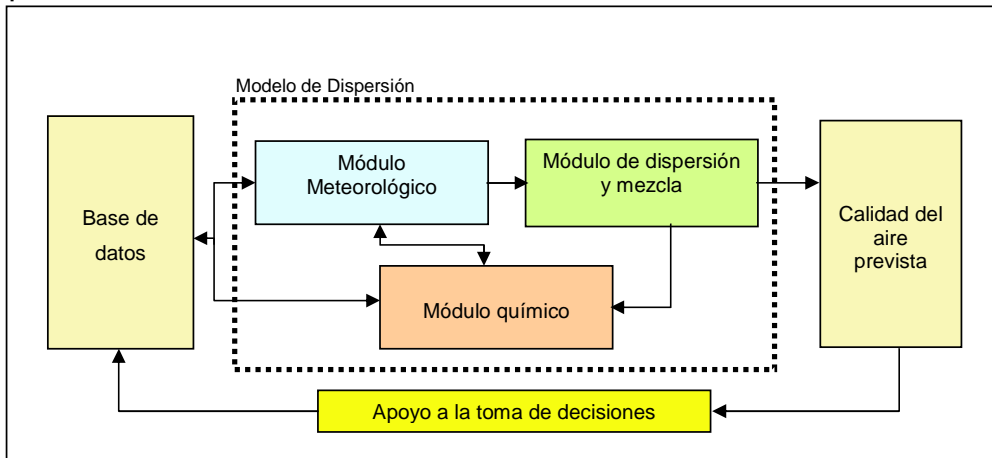 Modelo de Dispersión
Base de
datos
Módulo
Meteorológico
Módulo de dispersión
y mezcla
Módulo químico
Calidad del
aire
prevista
Apoyo a la toma de decisiones